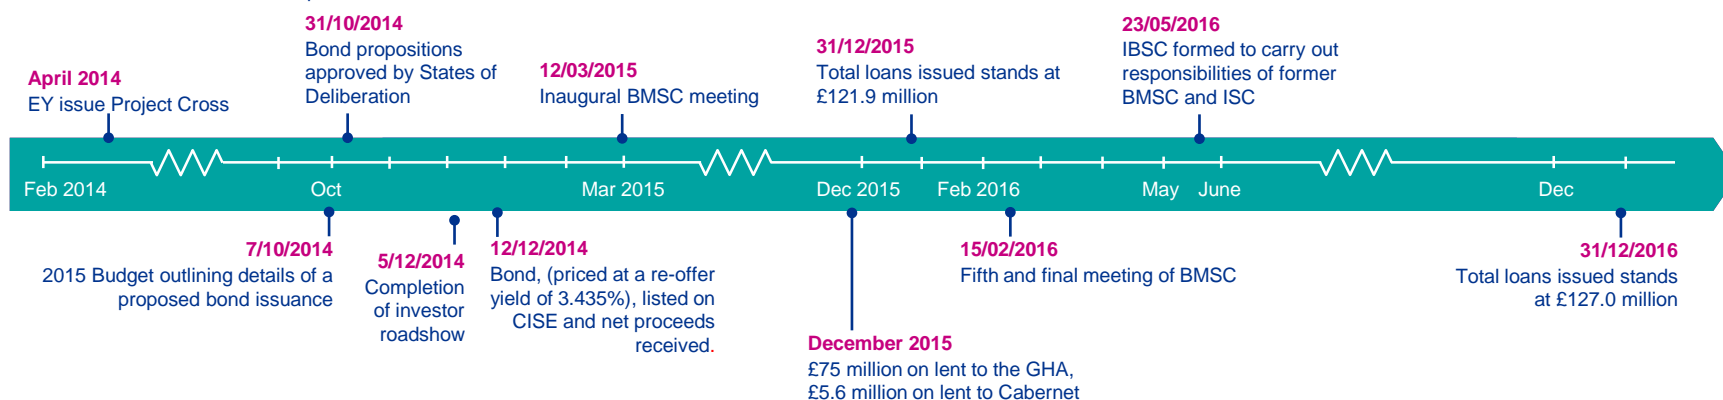 31/10/2014
Bond propositions
approved by States of
Deliberation
23/05/2016
IBSC formed to carry out
responsibilities of former
BMSC and ISC
31/12/2015
Total loans issued stands at
£121.9 million
12/03/2015
Inaugural BMSC meeting
April 2014
EY issue Project Cross
Feb 2014
Oct
Mar 2015
Dec 2015
Feb 2016
May
June
Dec
7/10/2014
2015 Budget outlining details of a
proposed bond issuance
5/12/2014
Completion
of investor
roadshow
12/12/2014
Bond, (priced at a re-offer
yield of 3.435%), listed on
CISE and net proceeds
received.
15/02/2016
Fifth and final meeting of BMSC
31/12/2016
Total loans issued stands
at £127.0 million
December 2015
£75 million on lent to the GHA,
£5.6 million on lent to Cabernet